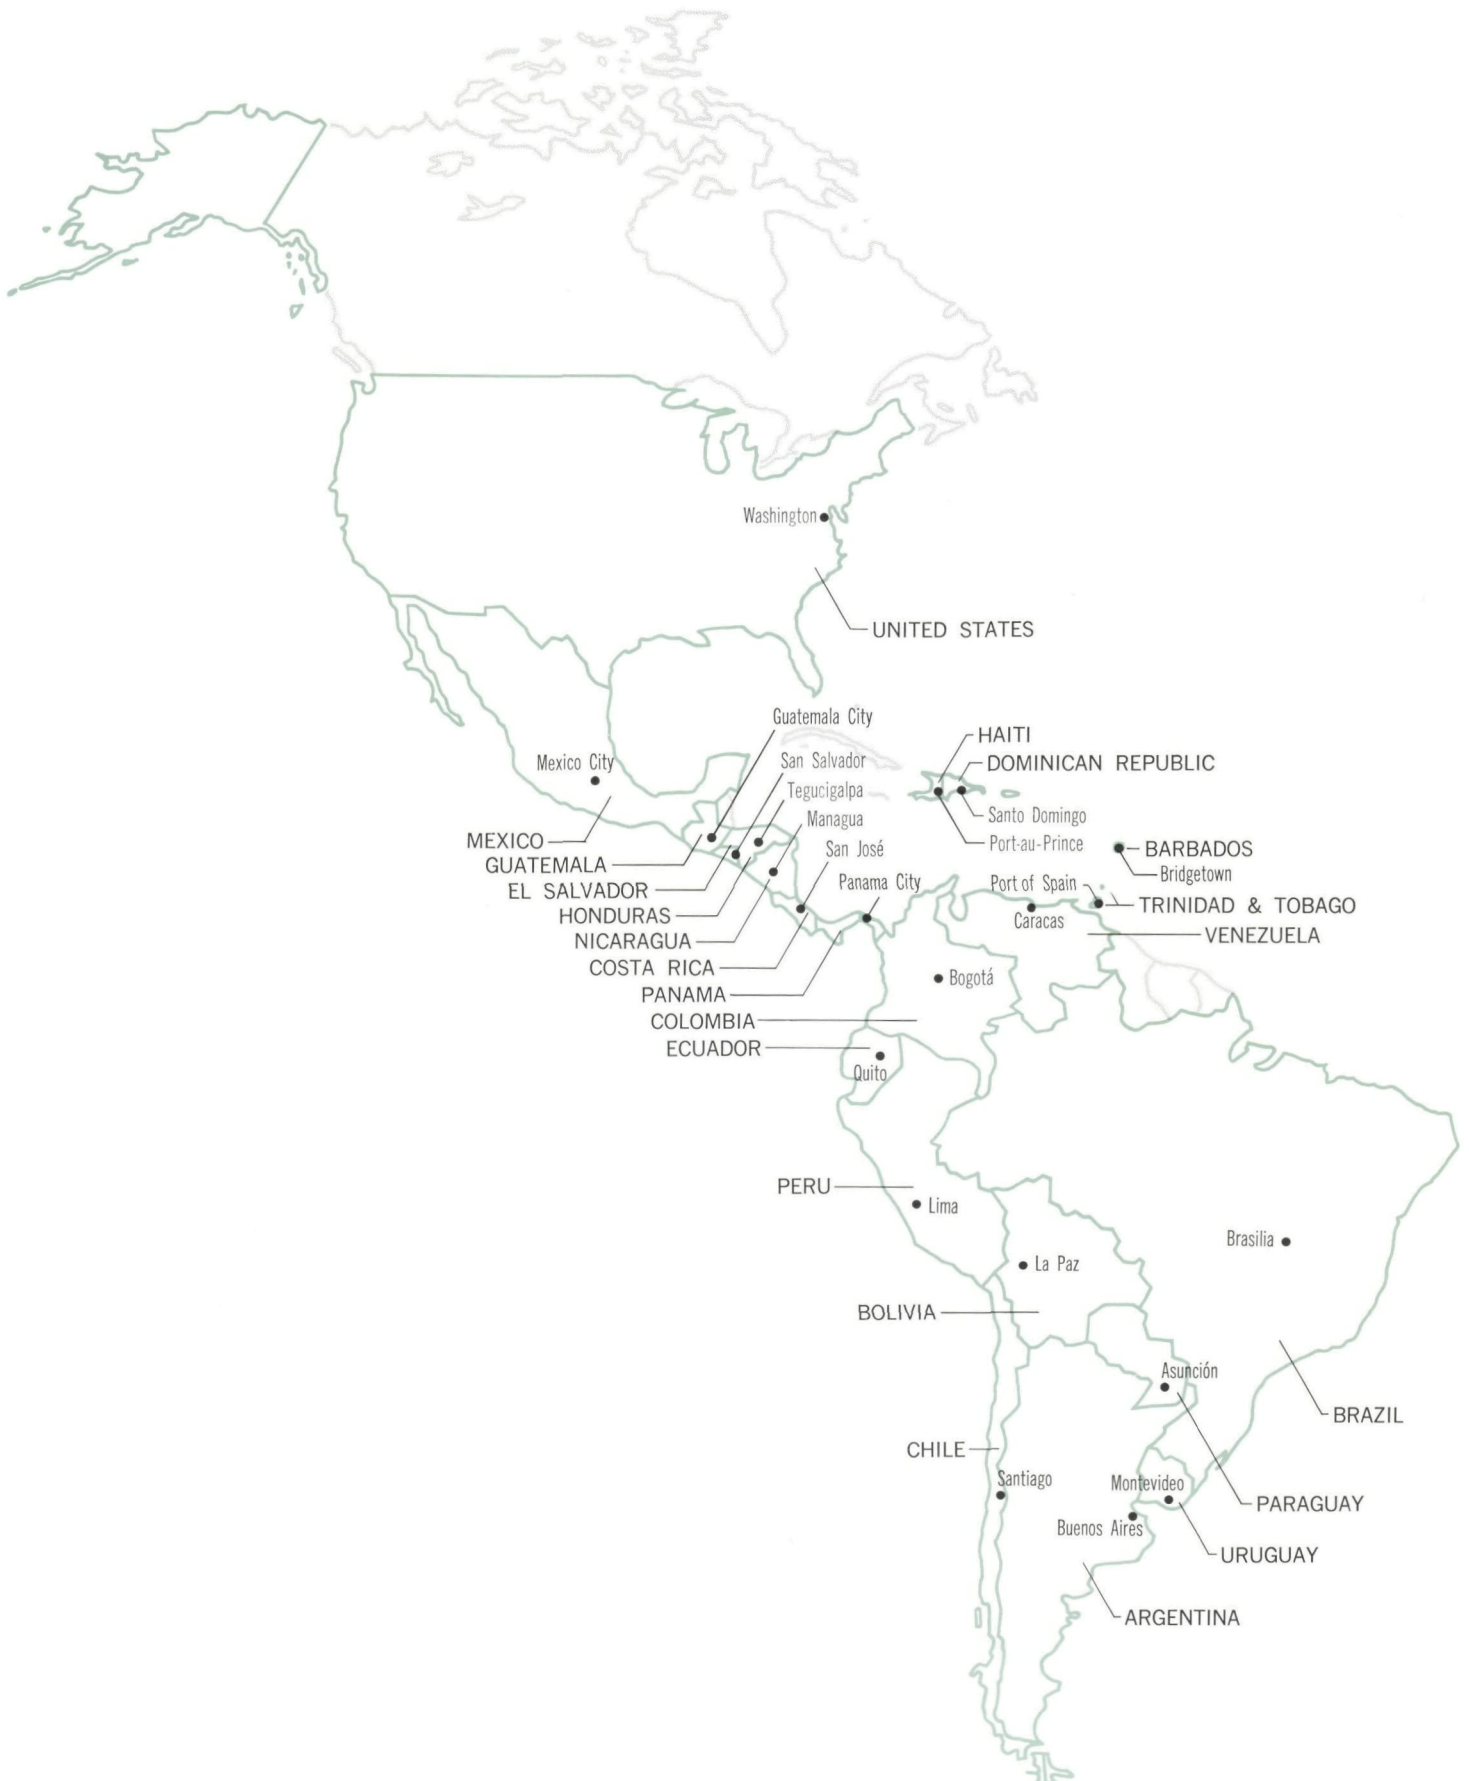 Washington
UNITED STATES
Guatemala City
HAITI
San Salvador
DOMINICAN REPUBLIC
Mexico City
Tegucigalpa
Santo Domingo
Managua
MEXICO
Port-au-Prince
San José
BARBADOS
GUATEMALA
Bridgetown
Panama City
Port of Spain
EL SALVADOR
TRINIDAD & TOBAGO
HONDURAS
Caracas
VENEZUELA
NICARAGUA
COSTA RICA
Bogotá
PANAMA
COLOMBIA
ECUADOR
Quito
PERU
Lima
Brasilia
La Paz
BOLIVIA
Asunción
BRAZIL
CHILE
Santiago
Montevideo
PARAGUAY
Buenos Aires
URUGUAY
ARGENTINA